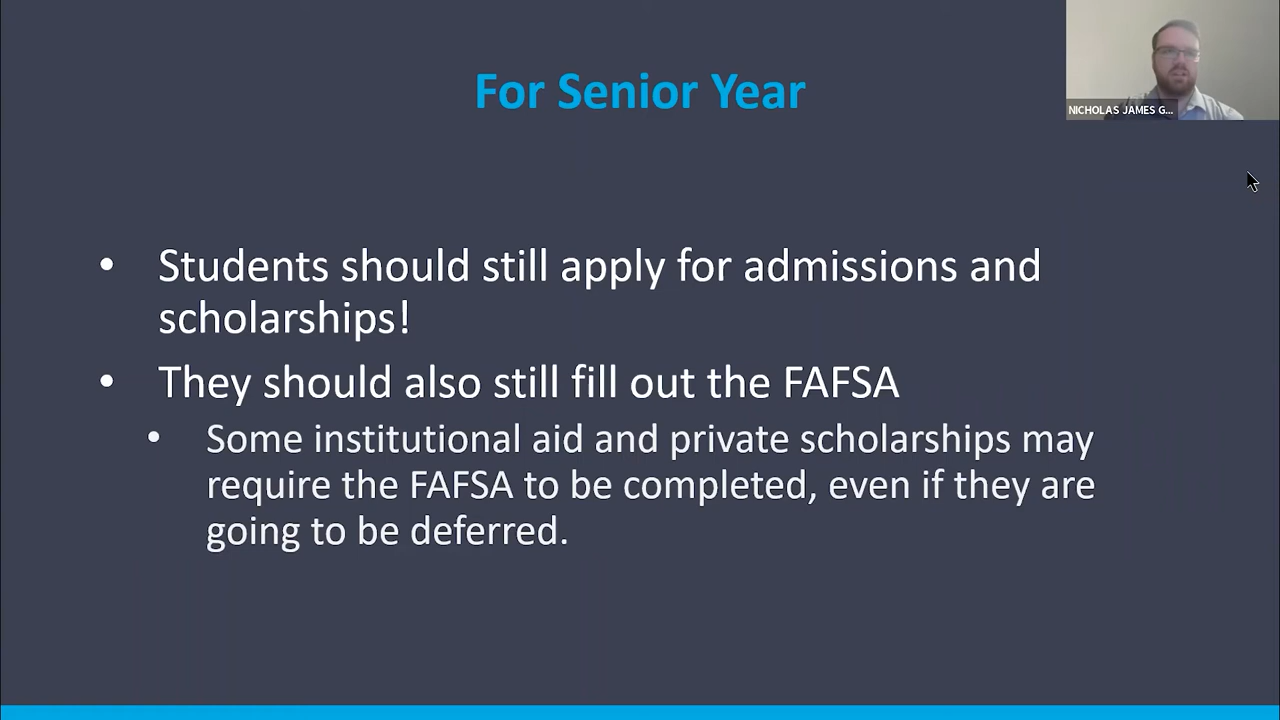 For Senior Year
NICHOLAS JAMES G...
• Students should still apply for admissions and
scholarships!
• They should also still fill out the FAFSA
• Some institutional aid and private scholarships may
require the FAFSA to be completed, even if they are
going to be deferred.